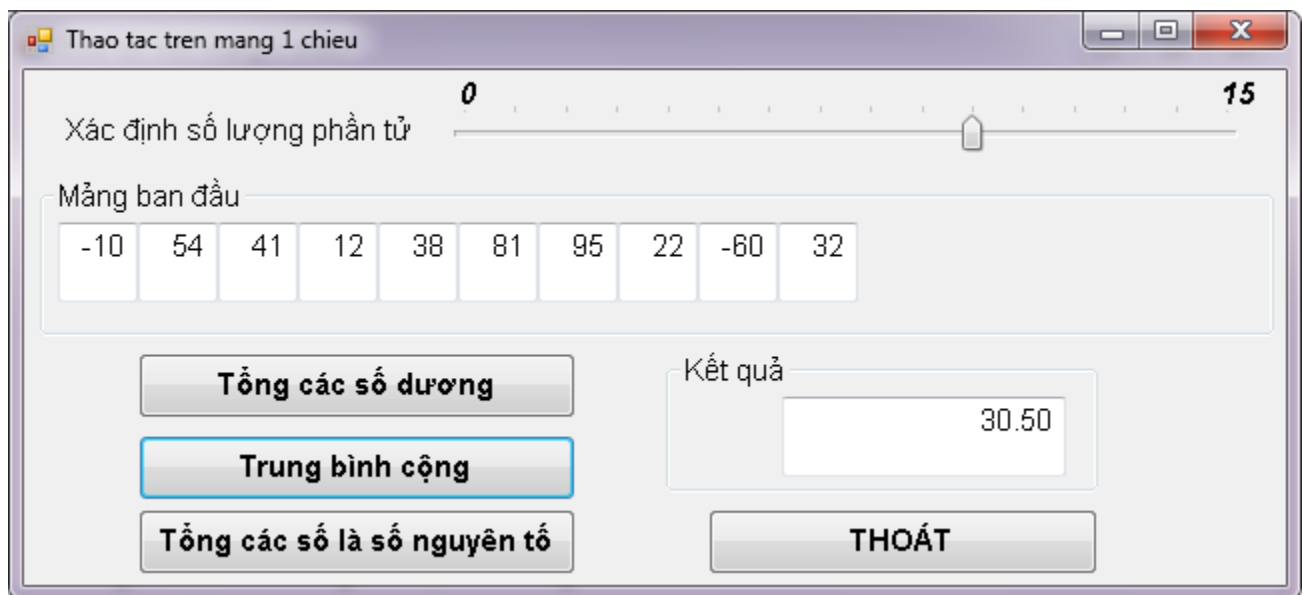 Thao tac tren mang 1 chieu
0 15
Xác định số lượng phần tử
Mảng ban đầu
-10 54 41 12 38 81 95 22 -60 32
Tổng các số dương
Kết quả
30.50
Trung bình cộng
Tổng các số là số nguyên tố
THOÁT